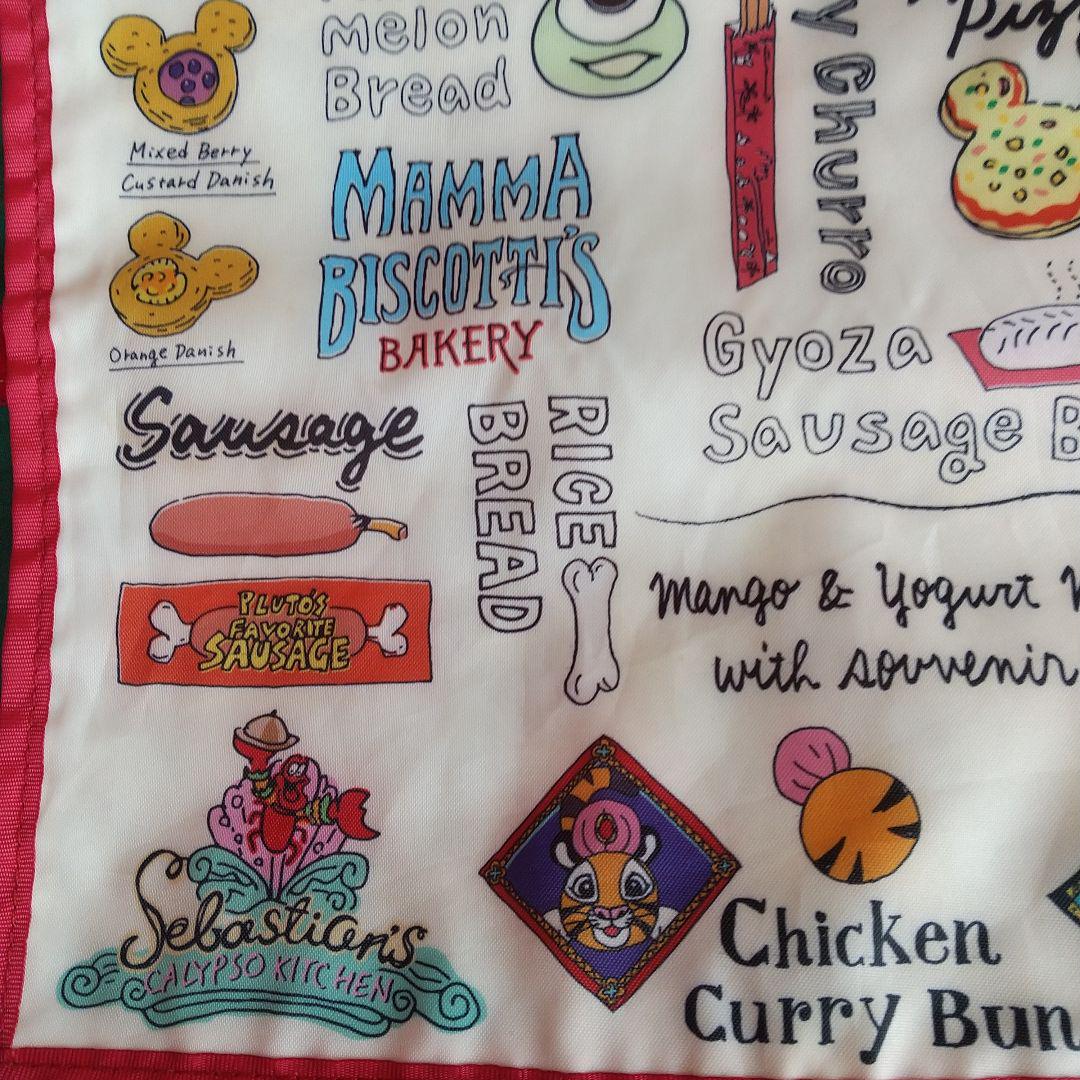 Melon
Bread
Mixed Berry
Custard Danish
MAMMA
BISCOTTI'S
BAKERY
Orange Danish
y Churro
Gyoza
Sausage B
Sausage
RICE
BREAD
PLUTO'S
FAVORITE
SAUSAGE
Mango & Yogurt
with souvenir
Sebastian's
CALYPSO KITCHEN
Chicken
Curry Bun